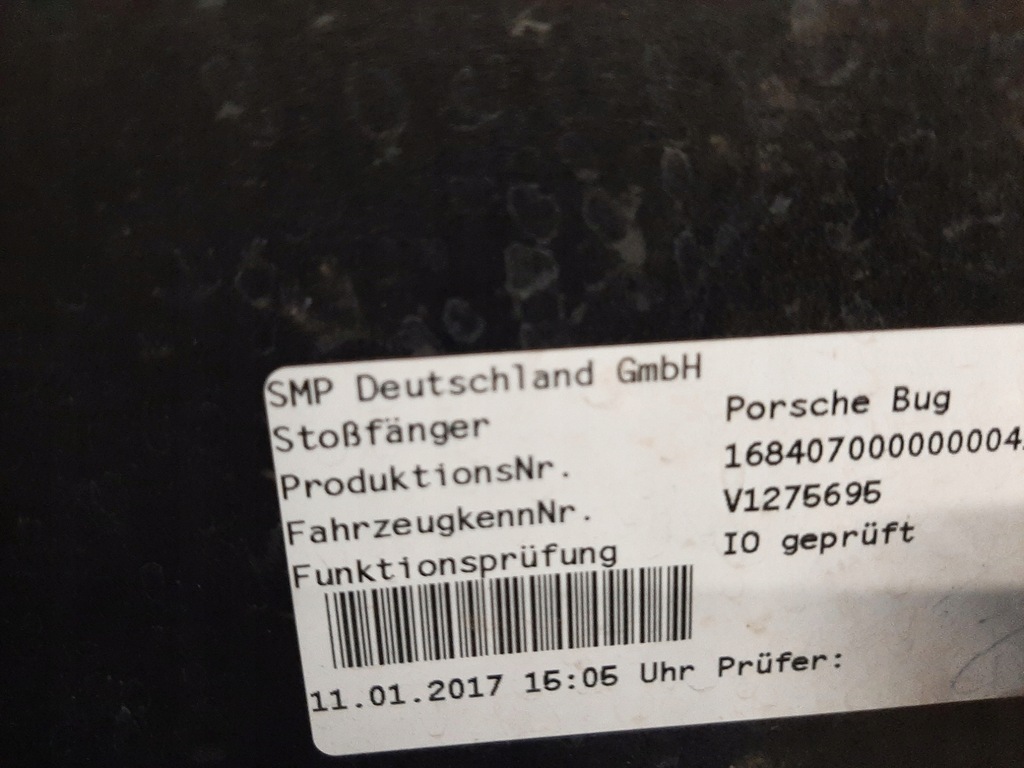 SMP Deutschland GmbH
Stoßfänger Porsche Bug
ProduktionsNr. 168407000000004
FahrzeugkennNr. V1275695
Funktionsprüfung IO geprüft
11.01.2017 15:05 Uhr Prüfer: